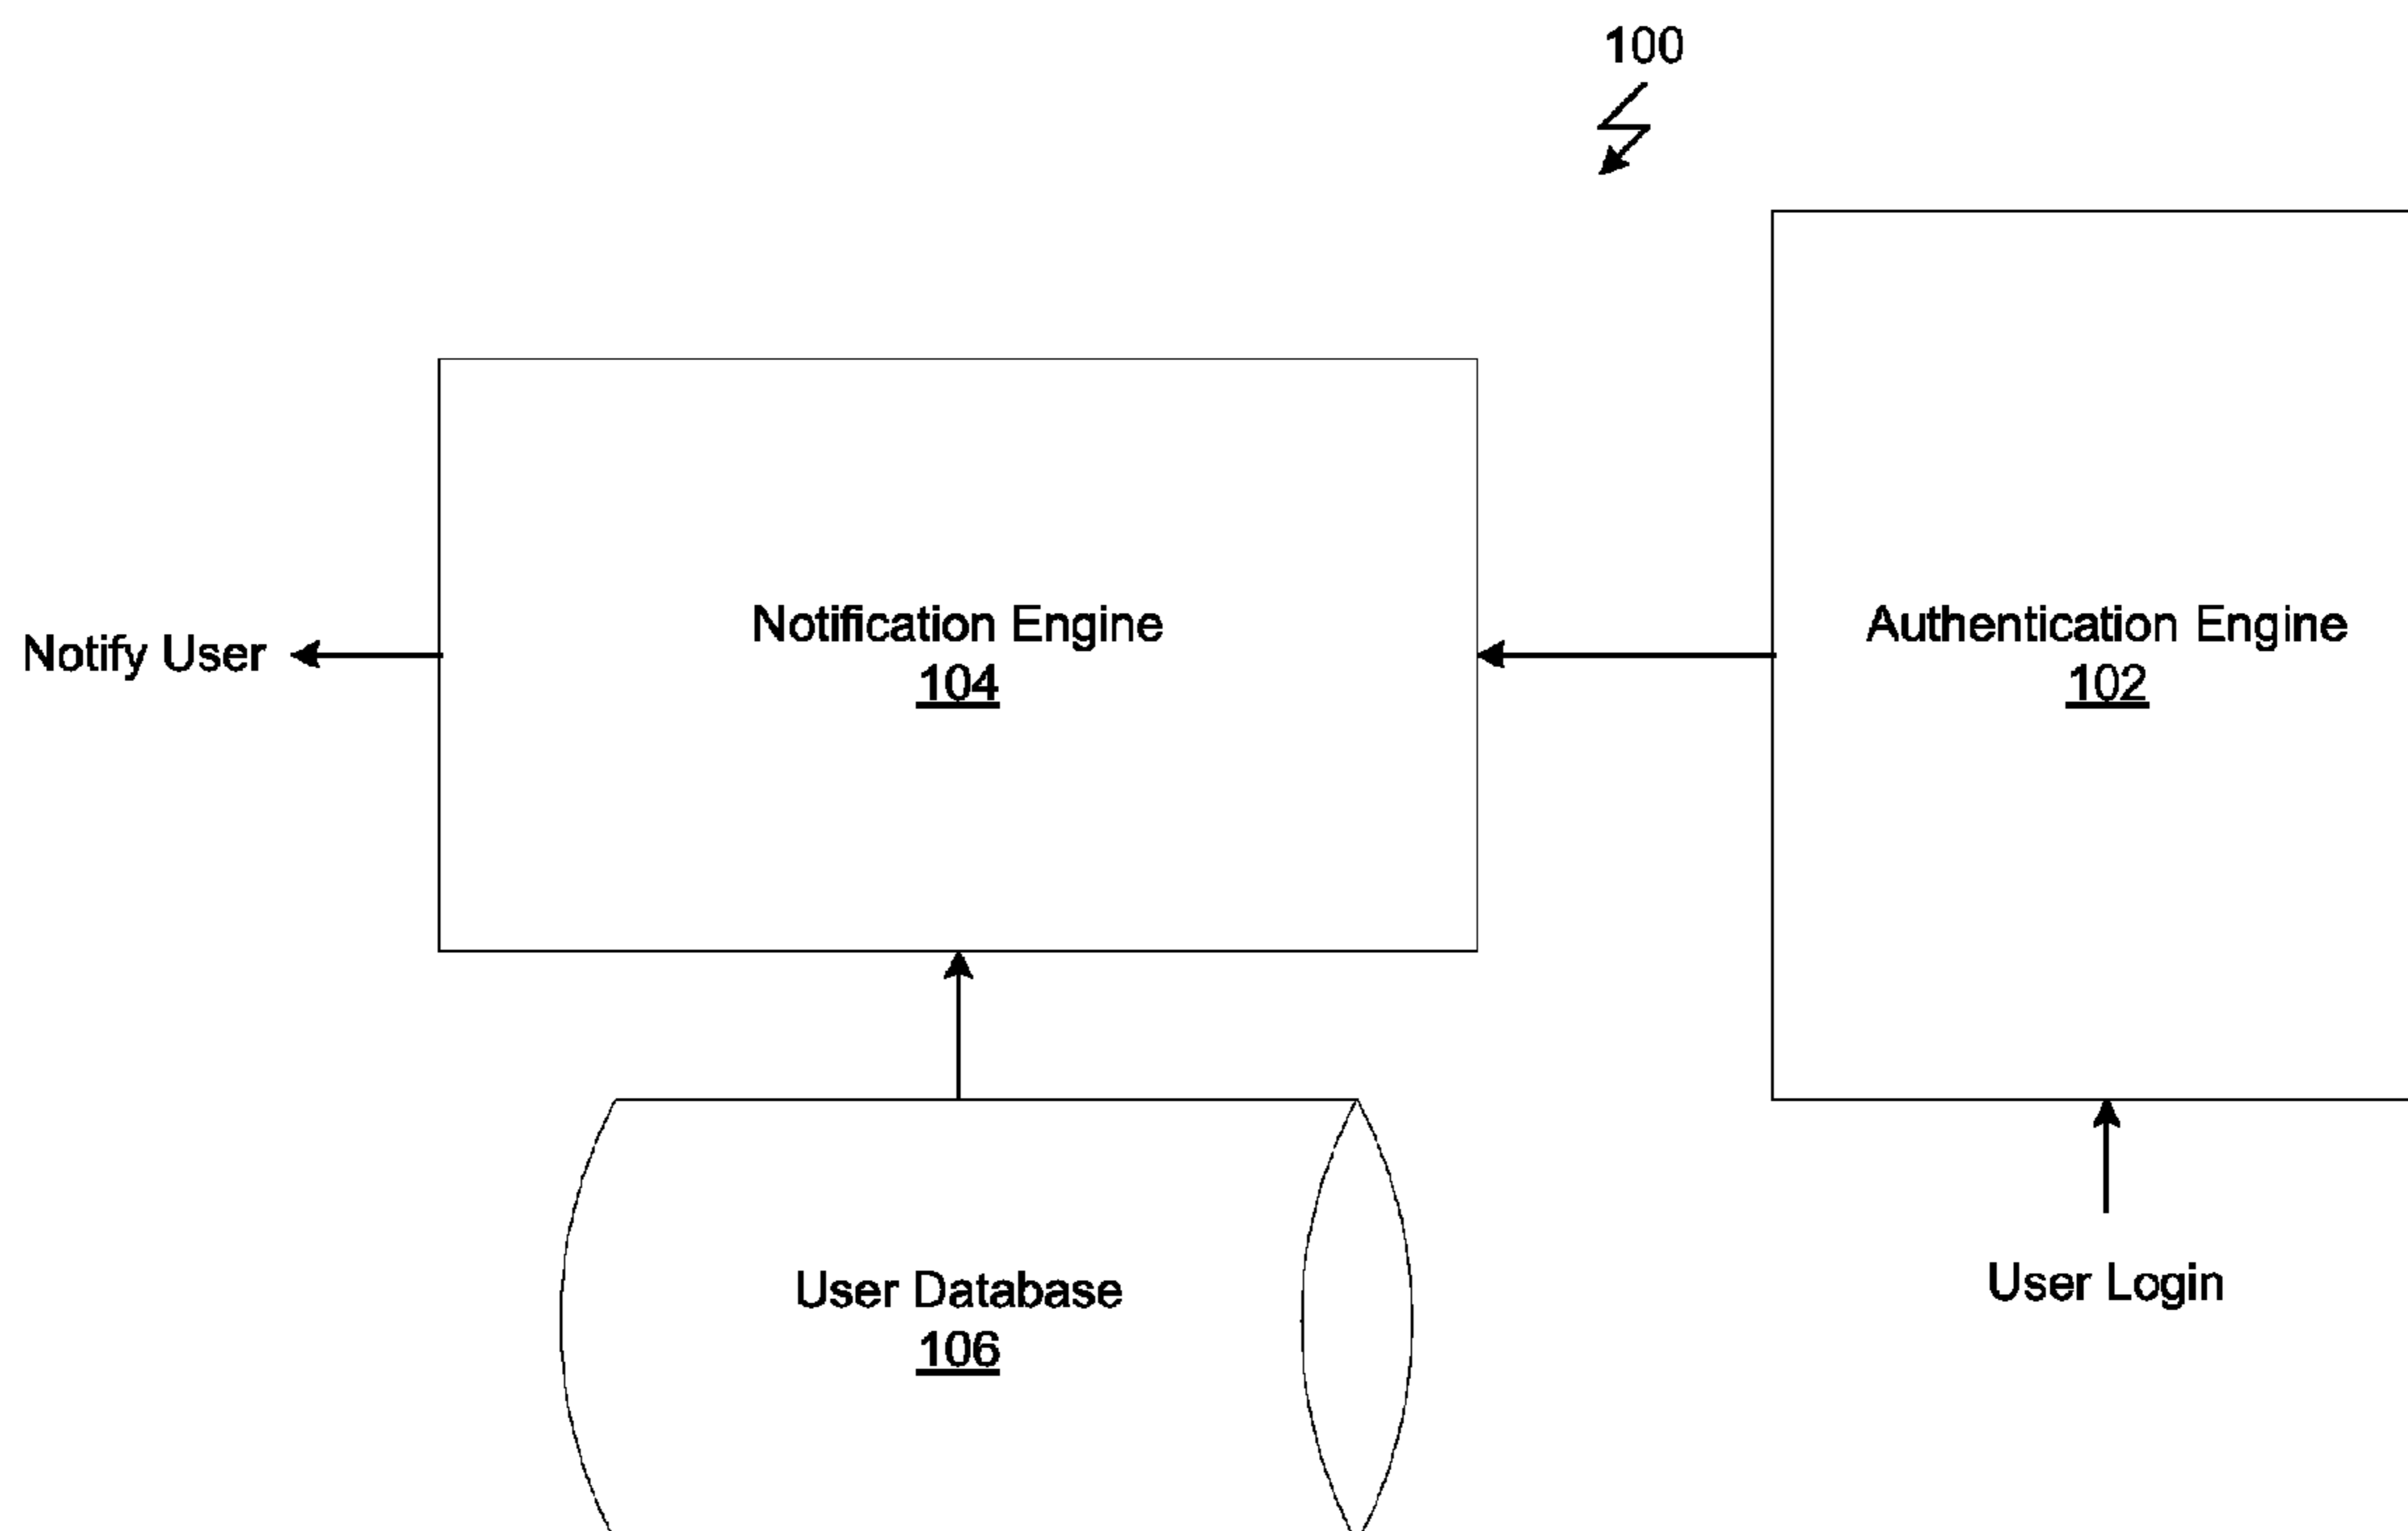 100
Notify User
Notification Engine
104
Authentication Engine
102
User Database
106
User Login